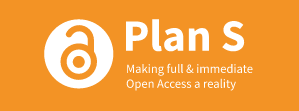 Plan S
Making full & immediate
Open Access a reality